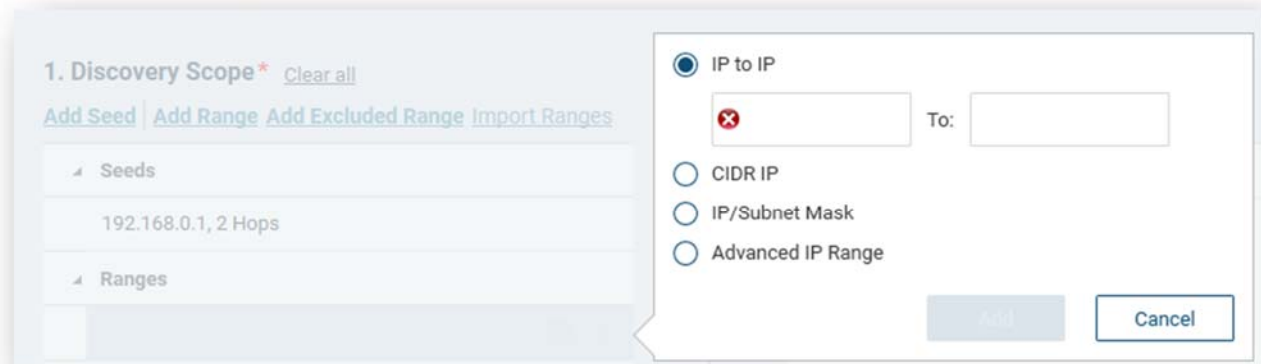 1. Discovery Scope* Clear all
Add Seed Add Range Add Excluded Range Import Ranges
Seeds
192.168.0.1, 2 Hops
Ranges
IP to IP
To:
CIDR IP
IP/Subnet Mask
Advanced IP Range
Add Cancel